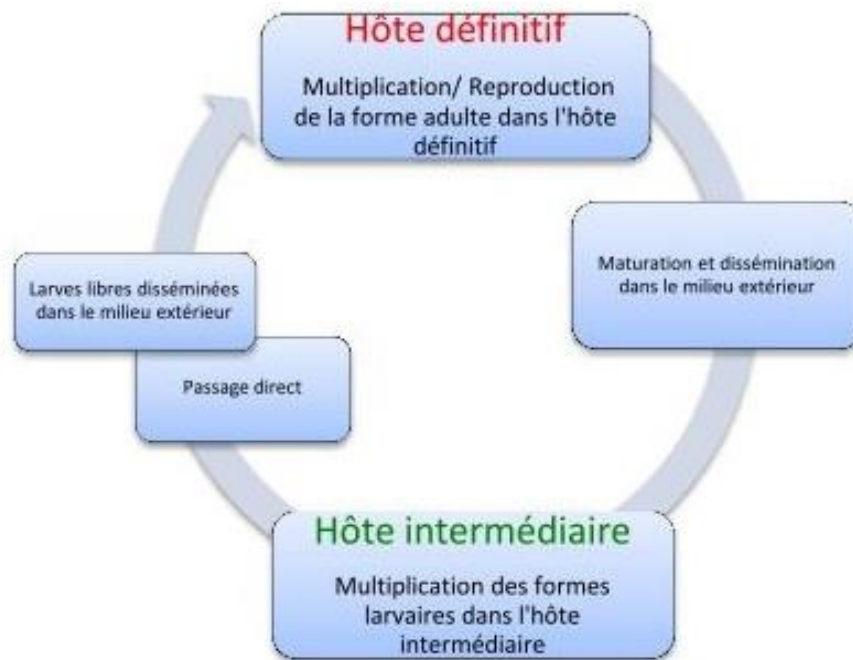 Hôte définitif
Multiplication/ Reproduction
de la forme adulte dans l'hôte
définitif
Maturation et dissémination
dans le milieu extérieur
Larves libres disséminées
dans le milieu extérieur
Passage direct
Hôte intermédiaire
Multiplication des formes
larvaires dans l'hôte
intermédiaire